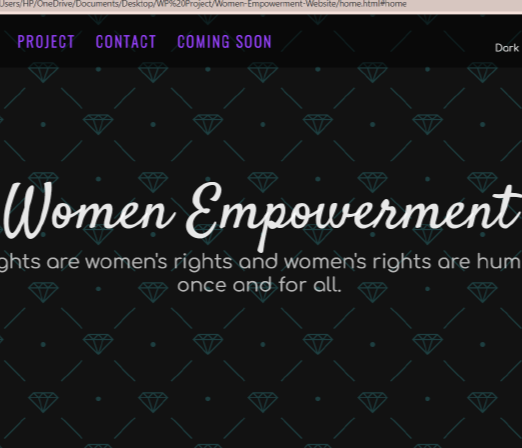 Users/HP/OneDrive/Documents/Desktop/WP%20Project/Women-Empowerment-Website/home.html#home
PROJECT CONTACT COMING SOON
Dark
Women Empowerment
ghts are women's rights and women's rights are hum
once and for all.